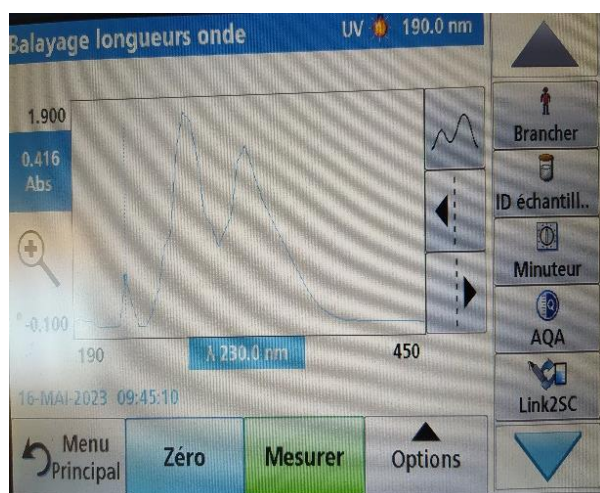 Balayage longueurs onde UV 190.0 nm
1.900
0.416
Abs
-0.100
190
λ 230.0 nm
450
16-MAI-2023 09:45:10
Menu
Principal
Zéro
Mesurer
Options
Brancher
ID échantill..
Minuteur
AQA
Link2SC